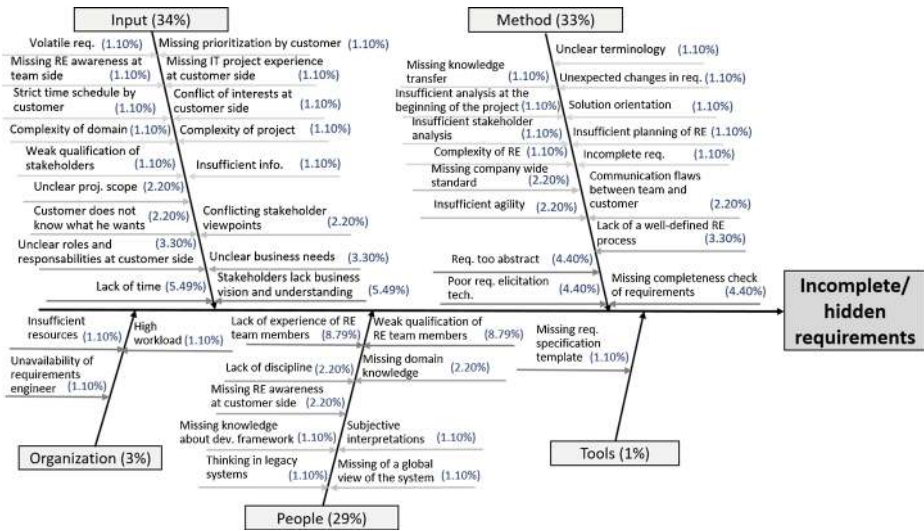 Input (34%)
Method (33%)
Volatile req. (1.10%)
Missing prioritization by customer (1.10%)
Missing RE awareness at
team side (1.10%)
Missing IT project experience
at customer side (1.10%)
Strict time schedule by
customer (1.10%)
Conflict of interests at
customer side (1.10%)
Complexity of domain (1.10%)
Complexity of project (1.10%)
Weak qualification of
stakeholders (1.10%)
Insufficient info. (1.10%)
Unclear proj. scope (2.20%)
Customer does not
know what he wants (2.20%)
Conflicting stakeholder
viewpoints (2.20%)
Unclear roles and
responsabilities at customer side (3.30%)
Unclear business needs (3.30%)
Lack of time (5.49%)
Stakeholders lack business
vision and understanding (5.49%)
Unclear terminology (1.10%)
Missing knowledge
transfer (1.10%)
Unexpected changes in req. (1.10%)
Insufficient analysis at the
beginning of the project (1.10%)
Solution orientation (1.10%)
Insufficient stakeholder
analysis (1.10%)
Insufficient planning of RE (1.10%)
Complexity of RE (1.10%)
Incomplete req. (1.10%)
Missing company wide
standard (2.20%)
Communication flaws
between team and
customer (2.20%)
Insufficient agility (2.20%)
Lack of a well-defined RE
process (3.30%)
Req. too abstract (4.40%)
Poor req. elicitation
tech. (4.40%)
Missing completeness check
of requirements (4.40%)
Incomplete/
hidden
requirements
Insufficient
resources (1.10%)
High
workload (1.10%)
Unavailability of
requirements
engineer (1.10%)
Organization (3%)
Lack of experience of RE
team members (8.79%)
Weak qualification of
RE team members (8.79%)
Lack of discipline (2.20%)
Missing domain
knowledge (2.20%)
Missing RE awareness
at customer side (2.20%)
Missing knowledge
about dev. framework (1.10%)
Subjective
interpretations (1.10%)
Thinking in legacy
systems (1.10%)
Missing of a global
view of the system (1.10%)
People (29%)
Missing req.
specification
template (1.10%)
Tools (1%)